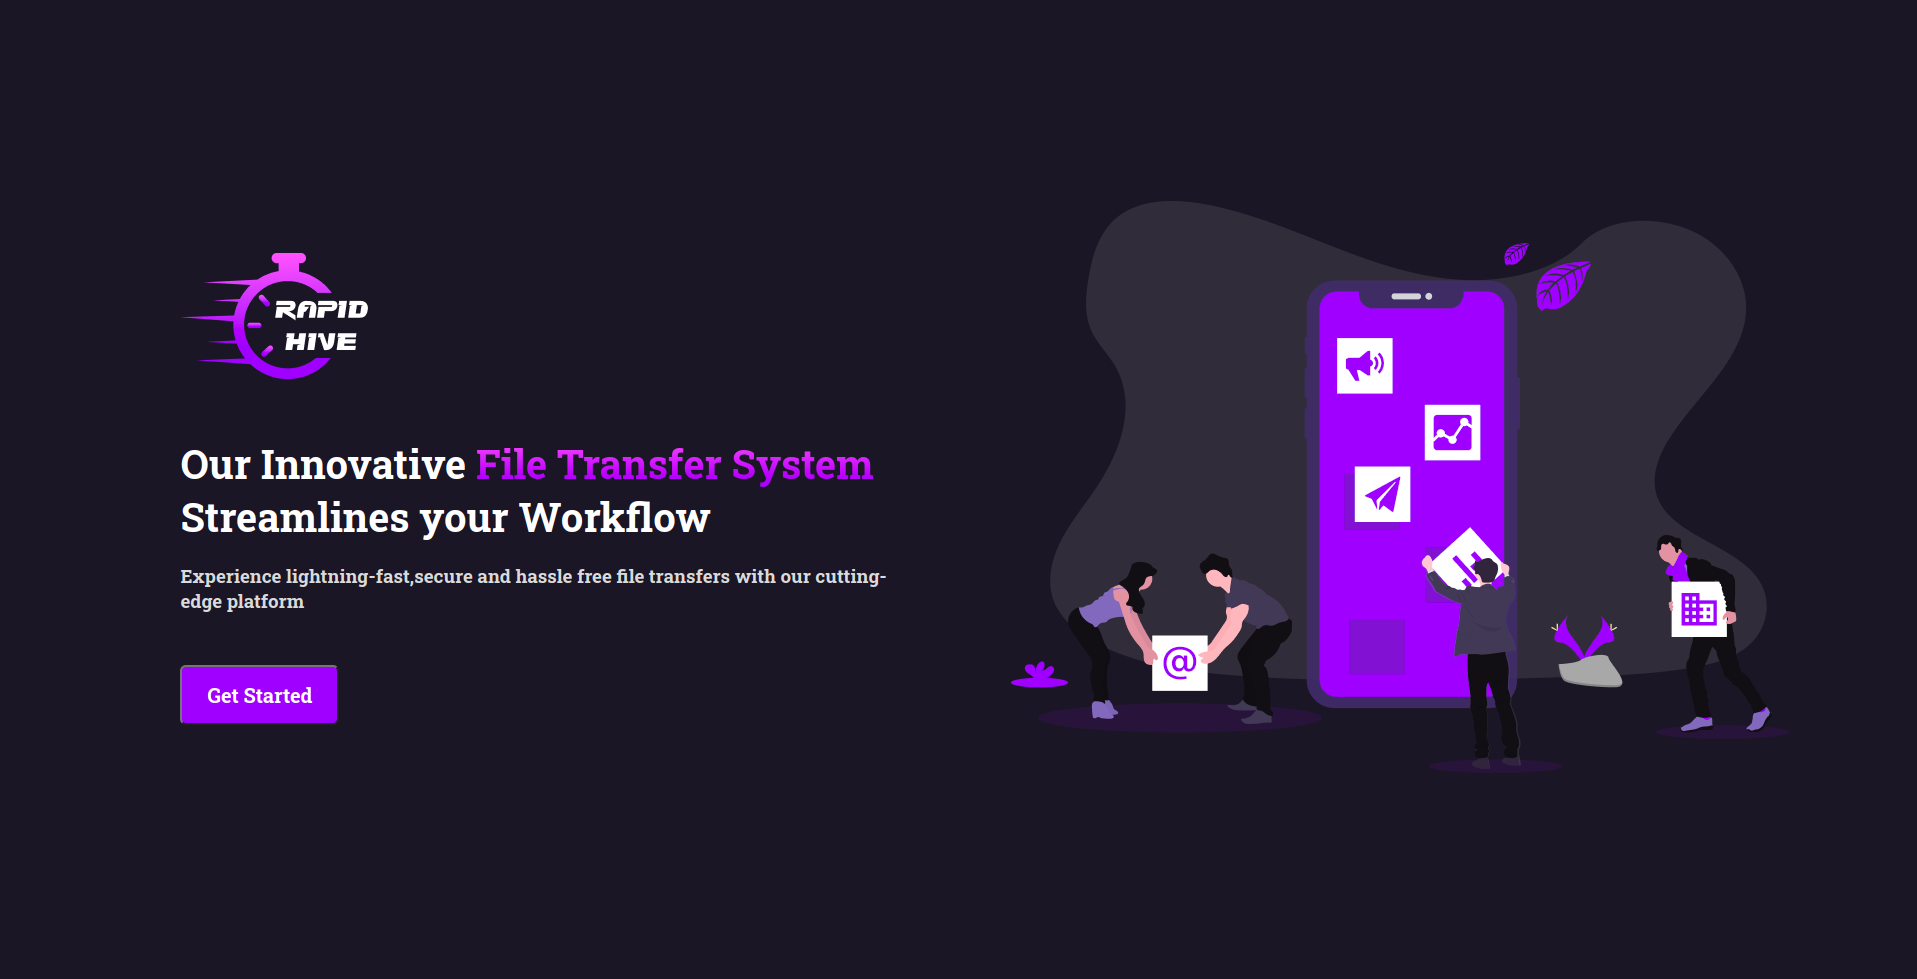 RAPID
HIVE
Our Innovative File Transfer System
Streamlines your Workflow
Experience lightning-fast,secure and hassle free file transfers with our cutting-
edge platform
Get Started
@